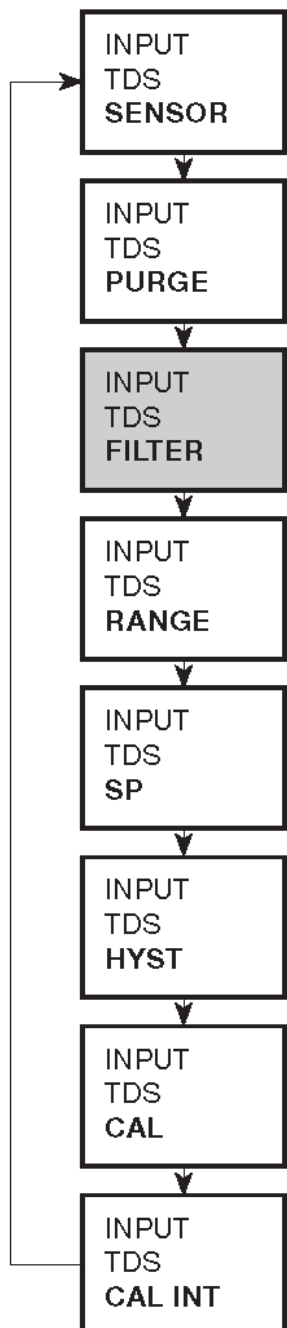 INPUT
TDS
SENSOR
INPUT
TDS
PURGE
INPUT
TDS
FILTER
INPUT
TDS
RANGE
INPUT
TDS
SP
INPUT
TDS
HYST
INPUT
TDS
CAL
INPUT
TDS
CAL INT